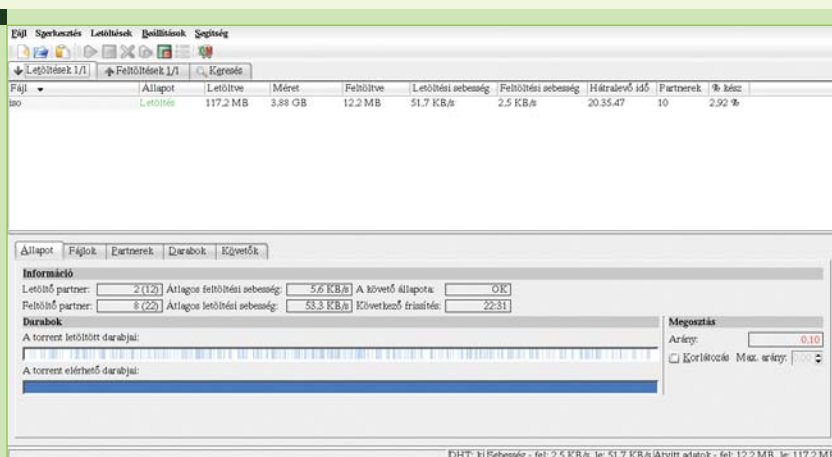 Fájl Szerkesztés Letöltések Beállítások Segítség
Letöltések 1/1 Feltöltések 1/1 Keresés
Fájl Állapot Letöltve Méret Feltöltve Letöltési sebesség Feltöltési sebesség Hátralevő idő Partnerek % kész
iso Letöltés 117.2 MB 3,88 GB 12,2 MB 51,7 KB/s 2,5 KB/s 20.35.47 10 2,92 %
Állapot Fájlok Partnerek Darabok Követők
Információ
Letöltő partner: 2 (12) Átlagos feltöltési sebesség: 5,6 KB/s A követő állapota: OK
Feltöltő partner: 8 (22) Átlagos letöltési sebesség: 53,3 KB/s Következő frissítés: 22:31
Darabok Megosztás
A torrent letöltött darabjai: Arány: 0,10
Korlátozás Max. arány:
A torrent elérhető darabjai:
DHT: ki Sebesség - fel: 2,5 KB/s, le: 51,7 KB/s Átvitt adatok - fel: 12,2 MB, le: 117,2 MB